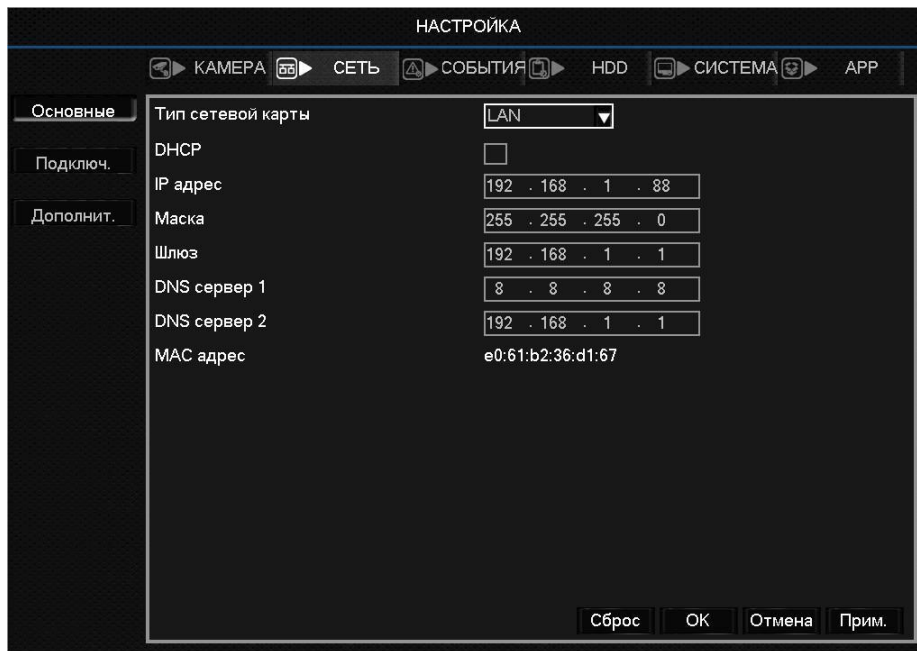 НАСТРОЙКА
КАМЕРА СЕТЬ СОБЫТИЯ HDD СИСТЕМА APP
Основные
Подключ.
Дополнит.
Тип сетевой карты LAN
DHCP
IP адрес 192 . 168 . 1 . 88
Маска 255 . 255 . 255 . 0
Шлюз 192 . 168 . 1 . 1
DNS сервер 1 8 . 8 . 8 . 8
DNS сервер 2 192 . 168 . 1 . 1
MAC адрес e0:61:b2:36:d1:67
Сброс OK Отмена Прим.